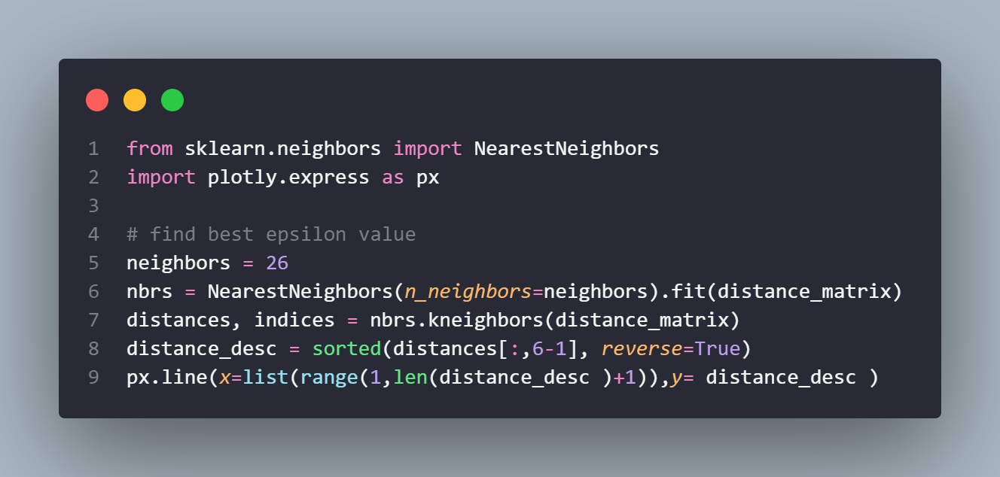 1 from sklearn.neighbors import NearestNeighbors
2 import plotly.express as px
3
4 # find best epsilon value
5 neighbors = 26
6 nbrs = NearestNeighbors(n_neighbors=neighbors).fit(distance_matrix)
7 distances, indices = nbrs.kneighbors(distance_matrix)
8 distance_desc = sorted(distances[:,6-1], reverse=True)
9 px.line(x=list(range(1,len(distance_desc )+1)),y= distance_desc )